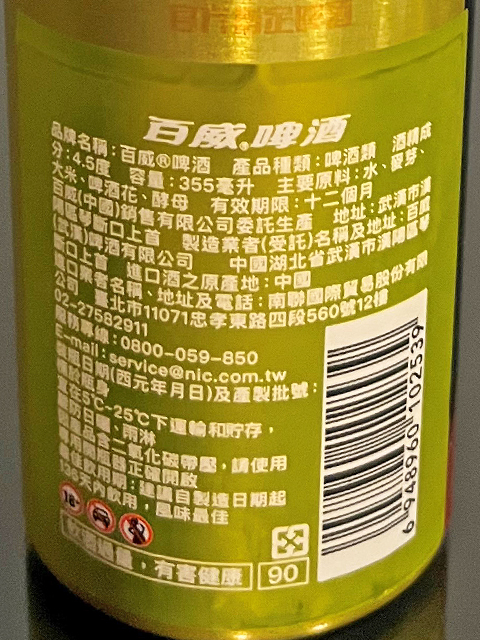 百威®啤酒
品牌名稱:百威®啤酒 產品種類:啤酒類 酒精成
分:4.5度 容量:355毫升 主要原料:水、麥芽、
大米、啤酒花、酵母 有效期限:十二個月
百威(中國)銷售有限公司委託生產 地址:武漢市漢
陽區琴斷口上首 製造業者(受託)名稱及地址:百威
(武漢)啤酒有限公司 中國湖北省武漢市漢陽區琴
斷口上首 進口酒之原產地:中國
進口業者名稱、地址及電話:南聯國際貿易股份有限
公司 臺北市11071忠孝東路四段560號12樓
02-27582911
服務專線:0800-059-850
E-mail:service@nic.com.tw
裝瓶日期(西元年月日)及產製批號:
標於瓶身
宜在5℃-25℃下運輸和貯存,
防日曬、雨淋
產品含二氧化碳帶壓,請使用
專用開瓶器正確開啟
最佳飲用期:建議自製造日期起
天內飲用,風味最佳
18
飲酒過量,有害健康
90
6 948960 102539